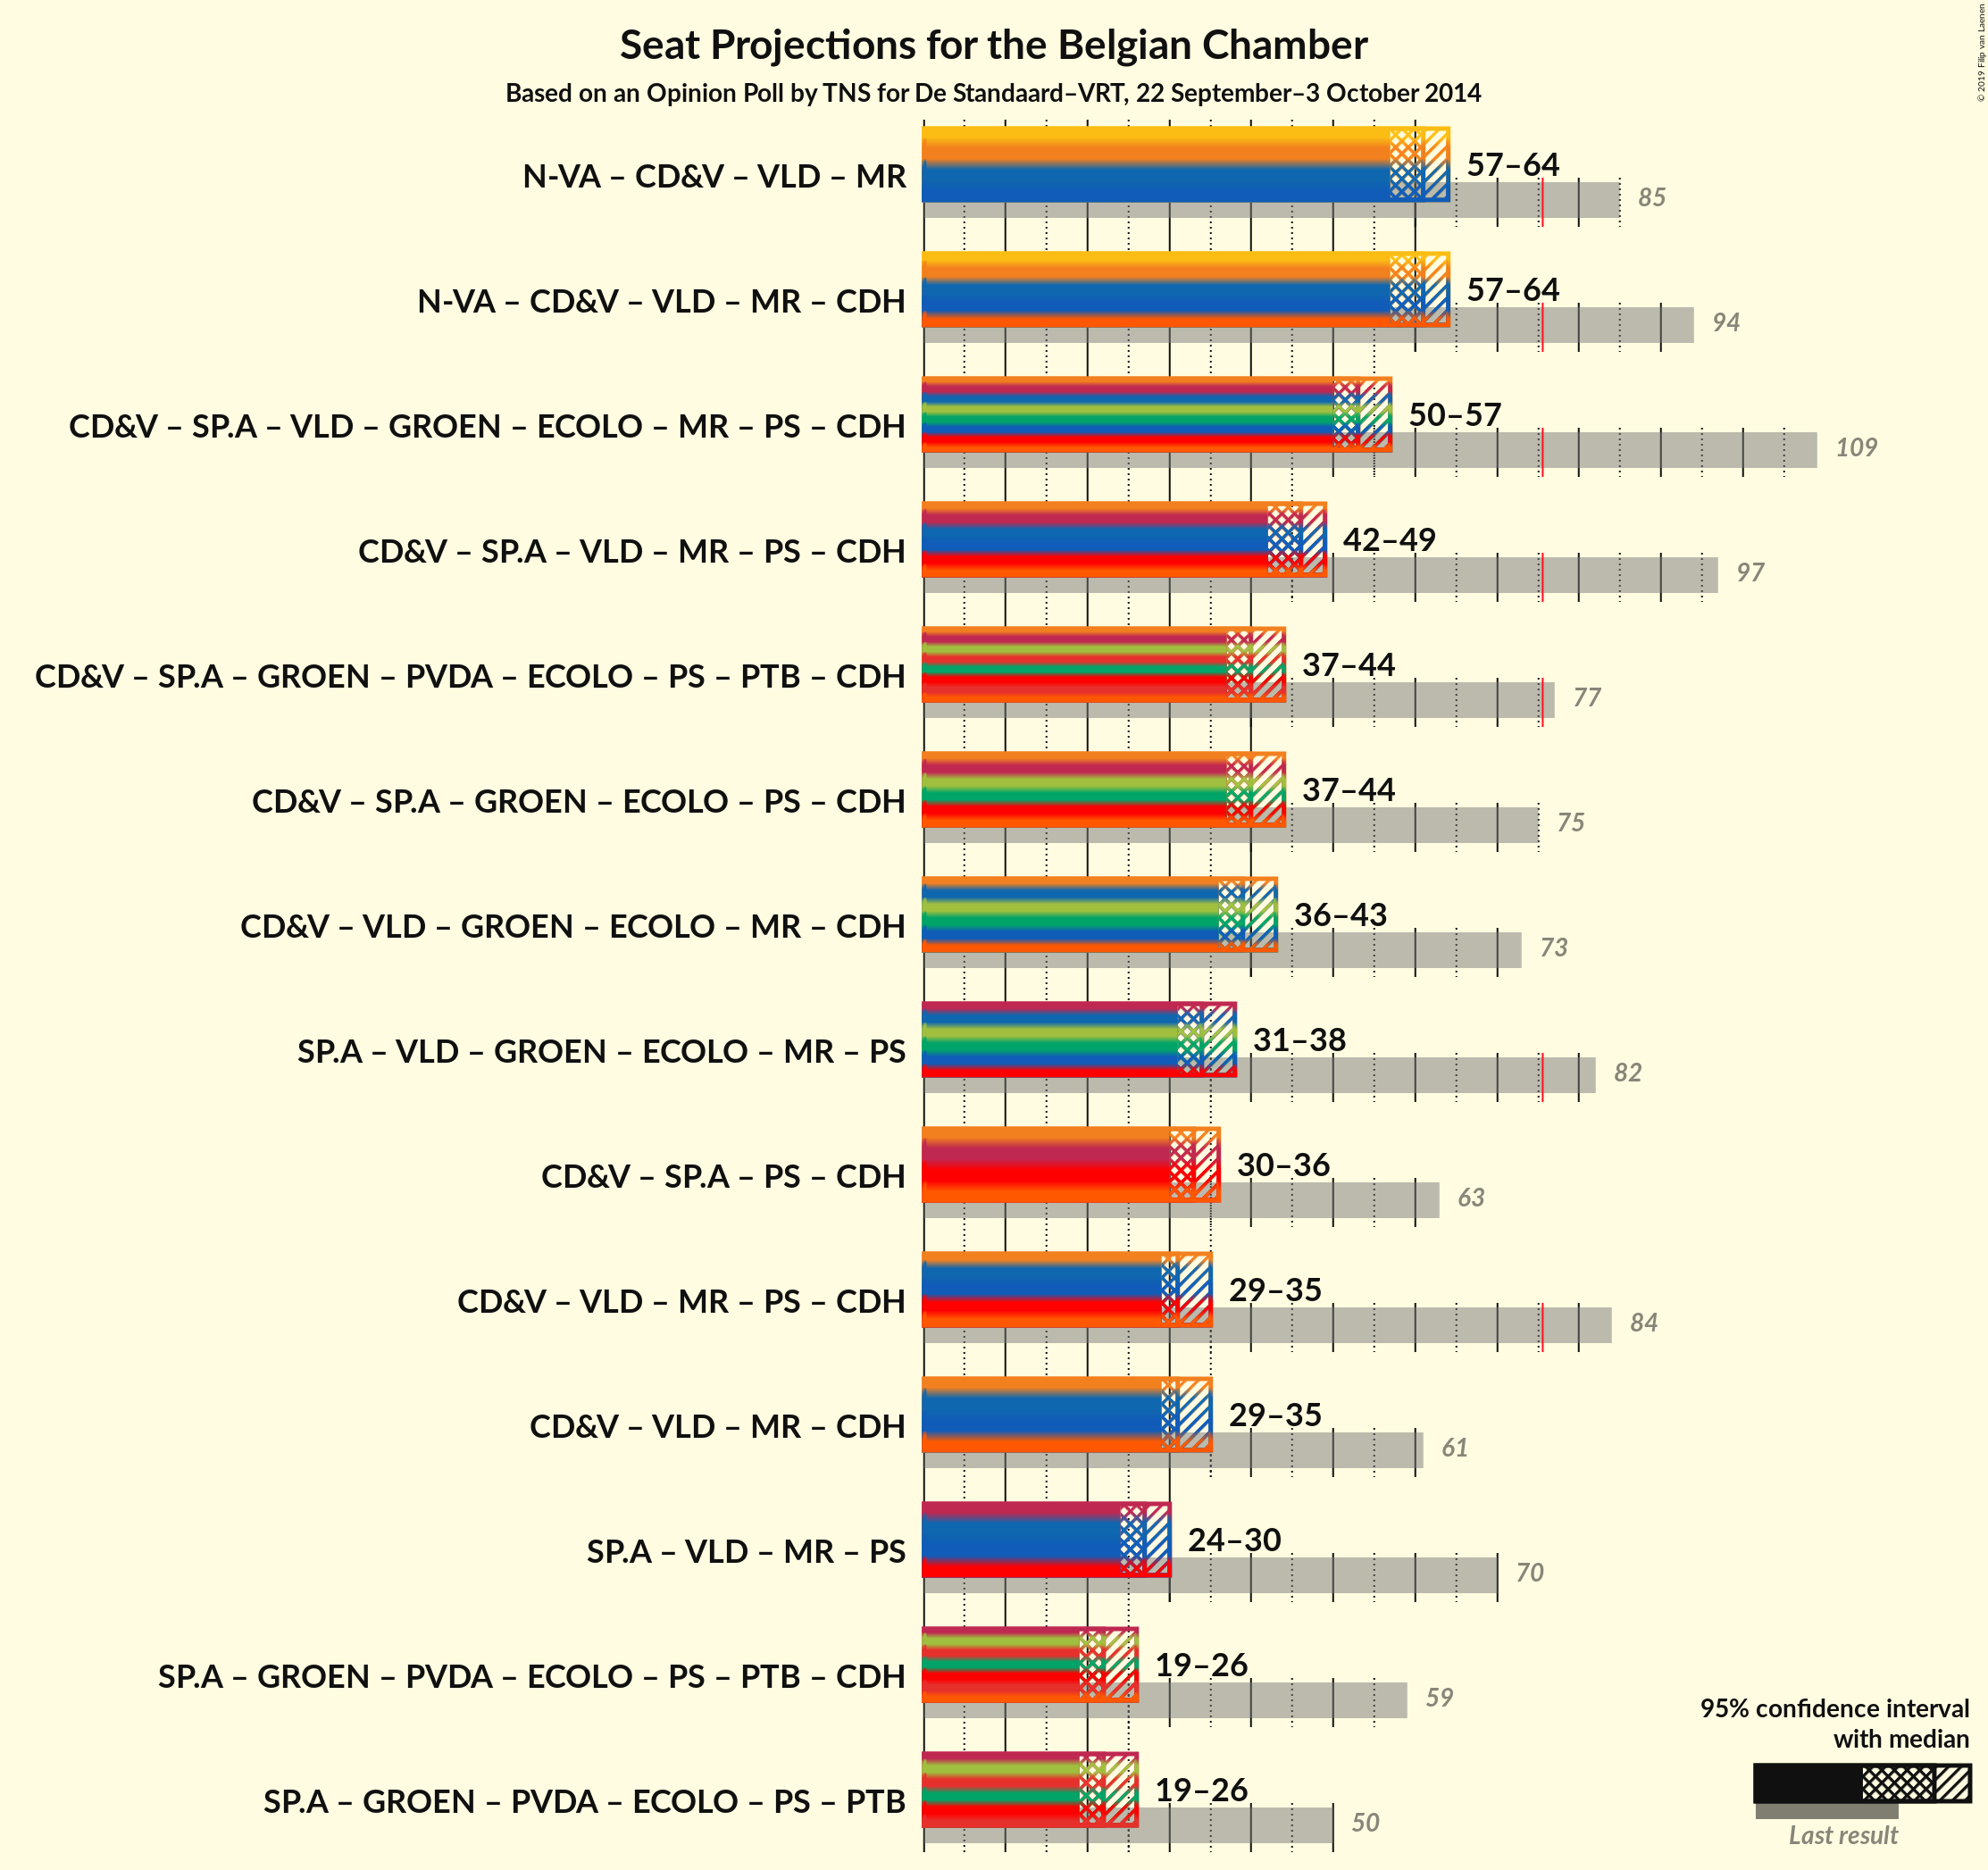 Seat Projections for the Belgian Chamber
Based on an Opinion Poll by TNS for De Standaard–VRT, 22 September–3 October 2014
© 2019 Filip van Laenen
N-VA – CD&V – VLD – MR
57–64
85
N-VA – CD&V – VLD – MR – CDH
57–64
94
CD&V – SP.A – VLD – GROEN – ECOLO – MR – PS – CDH
50–57
109
CD&V – SP.A – VLD – MR – PS – CDH
42–49
97
CD&V – SP.A – GROEN – PVDA – ECOLO – PS – PTB – CDH
37–44
77
CD&V – SP.A – GROEN – ECOLO – PS – CDH
37–44
75
CD&V – VLD – GROEN – ECOLO – MR – CDH
36–43
73
SP.A – VLD – GROEN – ECOLO – MR – PS
31–38
82
CD&V – SP.A – PS – CDH
30–36
63
CD&V – VLD – MR – PS – CDH
29–35
84
CD&V – VLD – MR – CDH
29–35
61
SP.A – VLD – MR – PS
24–30
70
SP.A – GROEN – PVDA – ECOLO – PS – PTB – CDH
19–26
59
SP.A – GROEN – PVDA – ECOLO – PS – PTB
19–26
50
95% confidence interval
with median
Last result